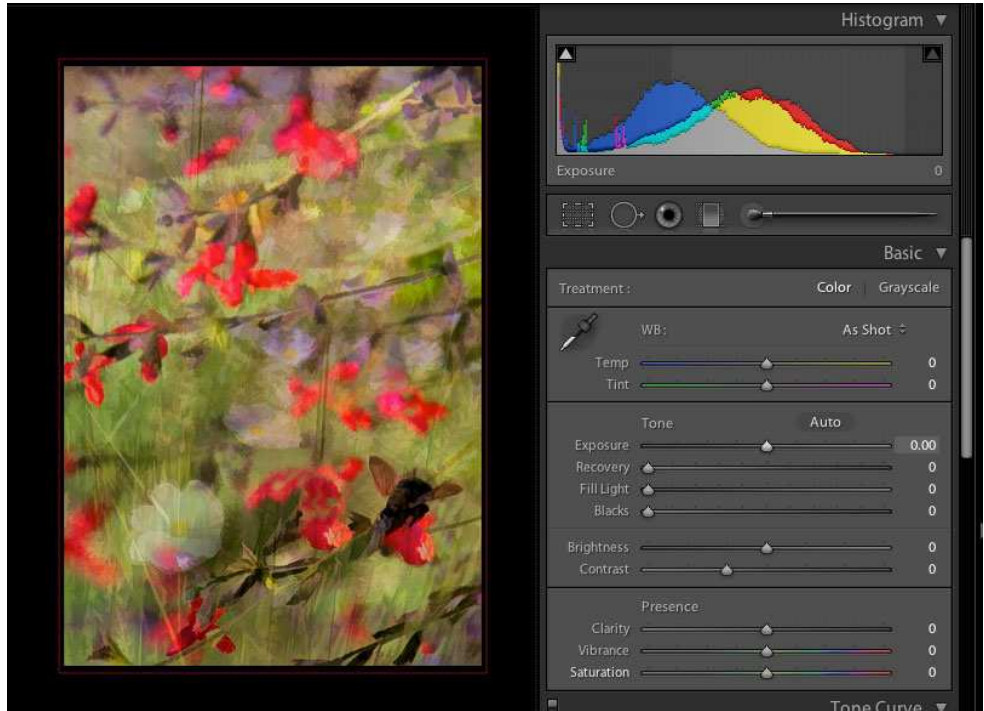 Histogram
Exposure 0
Basic
Treatment : Color Grayscale
WB : As Shot
Temp 0
Tint 0
Tone Auto
Exposure 0.00
Recovery 0
Fill Light 0
Blacks 0
Brightness 0
Contrast 0
Presence
Clarity 0
Vibrance 0
Saturation 0
Tone Curve